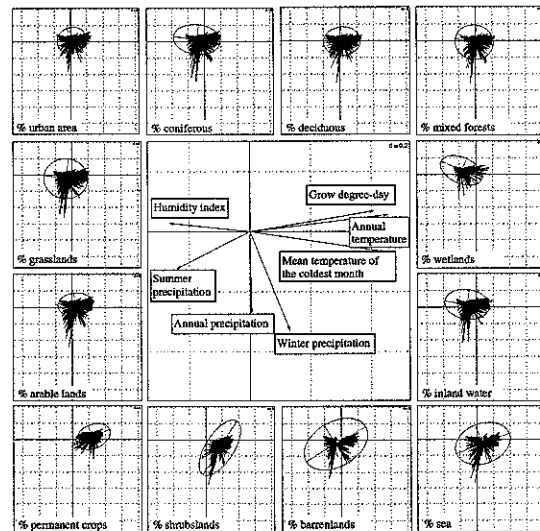 % urban area
% coniferous
% deciduous
% mixed forests
d = 0.2
Grow degree-day
Humidity index
Annual
temperature
% grasslands
% wetlands
Mean temperature of
the coldest month
Summer
precipitation
Annual precipitation
Winter precipitation
% arable lands
% inland water
% permanent crops
% shrubslands
% barrenlands
% sea